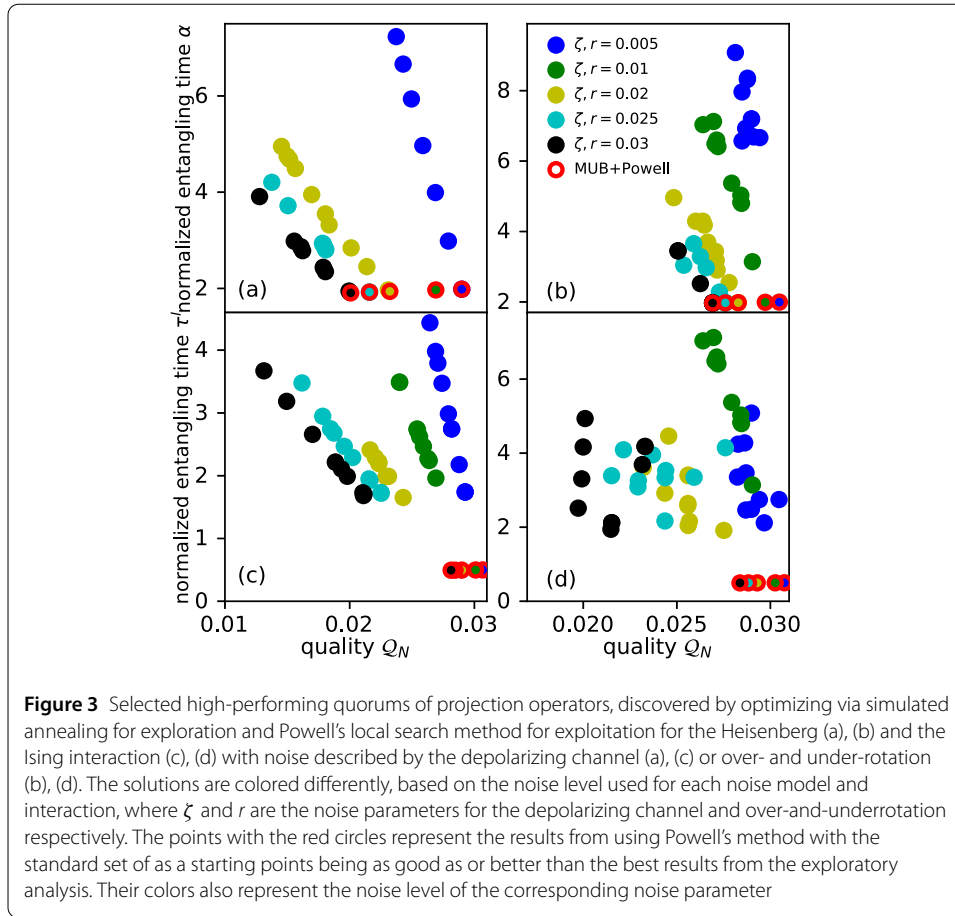 normalized entangling time τ' normalized entangling time α
6
4
2
(a)
8
6
4
2
(b)
ζ, r = 0.005
ζ, r = 0.01
ζ, r = 0.02
ζ, r = 0.025
ζ, r = 0.03
MUB+Powell
4
3
2
1
0
(c)
6
4
2
0
(d)
0.01 0.02 0.03
0.020 0.025 0.030
quality 𝒬N
quality 𝒬N
Figure 3 Selected high-performing quorums of projection operators, discovered by optimizing via simulated
annealing for exploration and Powell's local search method for exploitation for the Heisenberg (a), (b) and the
Ising interaction (c), (d) with noise described by the depolarizing channel (a), (c) or over- and under-rotation
(b), (d). The solutions are colored differently, based on the noise level used for each noise model and
interaction, where ζ and r are the noise parameters for the depolarizing channel and over-and-underrotation
respectively. The points with the red circles represent the results from using Powell's method with the
standard set of as a starting points being as good as or better than the best results from the exploratory
analysis. Their colors also represent the noise level of the corresponding noise parameter